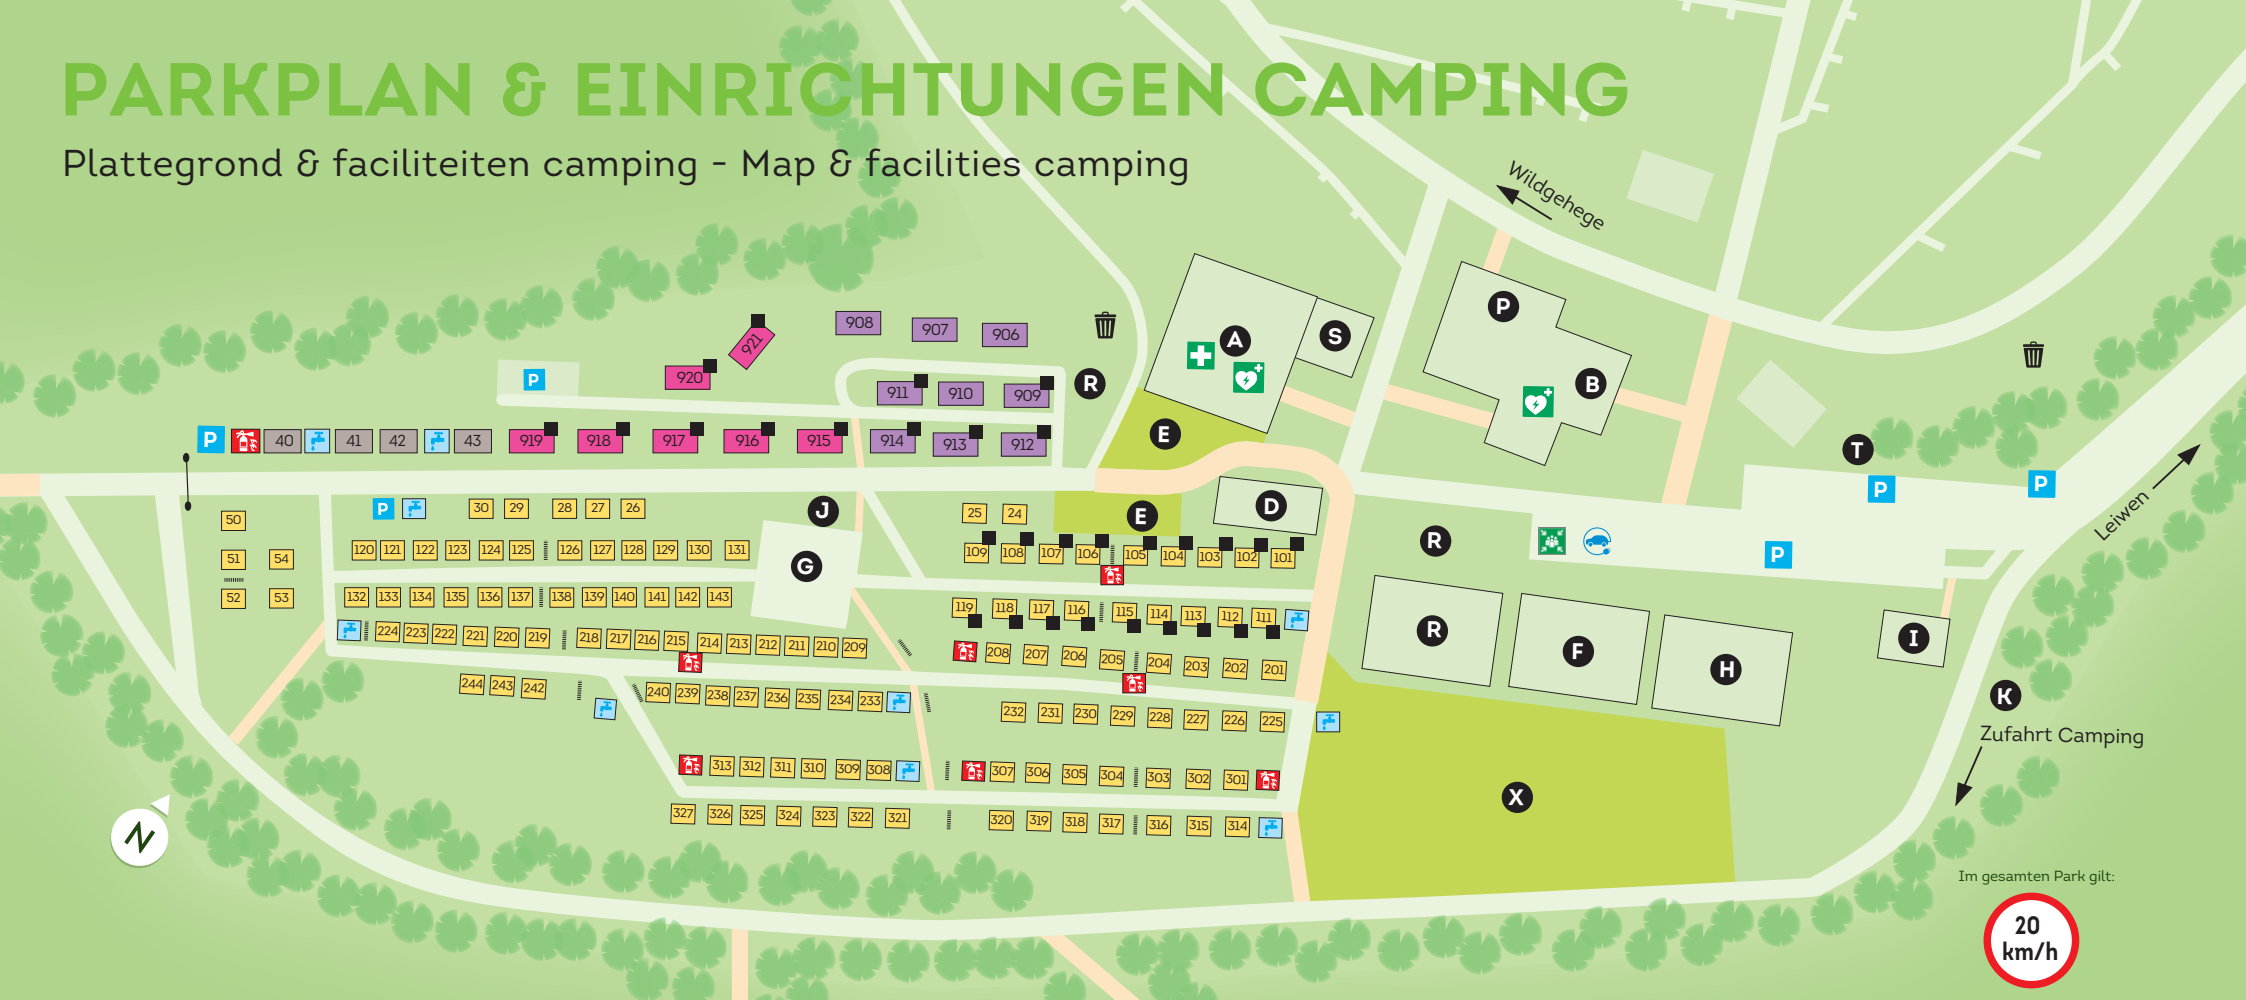 PARKPLAN & EINRICHTUNGEN CAMPING
Plattegrond & faciliteiten camping - Map & facilities camping
Wildgehege
908 907 906
921
920
P
911 910 909
R
A
S
P
B
E
T
P 40 41 42 43 919 918 917 916 915 914 913 912
P
P
Leiwen
50
P
30 29 28 27 26
J
25 24
E
D
R
P
51 54
120 121 122 123 124 125 126 127 128 129 130 131
G
109 108 107 106 105 104 103 102 101
52 53
132 133 134 135 136 137 138 139 140 141 142 143
119 118 117 116 115 114 113 112 111
224 223 222 221 220 219 218 217 216 215 214 213 212 211 210 209
208 207 206 205 204 203 202 201
R
F
H
I
K
244 243 242
240 239 238 237 236 235 234 233
232 231 230 229 228 227 226 225
Zufahrt Camping
313 312 311 310 309 308
307 306 305 304 303 302 301
X
327 326 325 324 323 322 321
320 319 318 317 316 315 314
N
Im gesamten Park gilt:
20
km/h